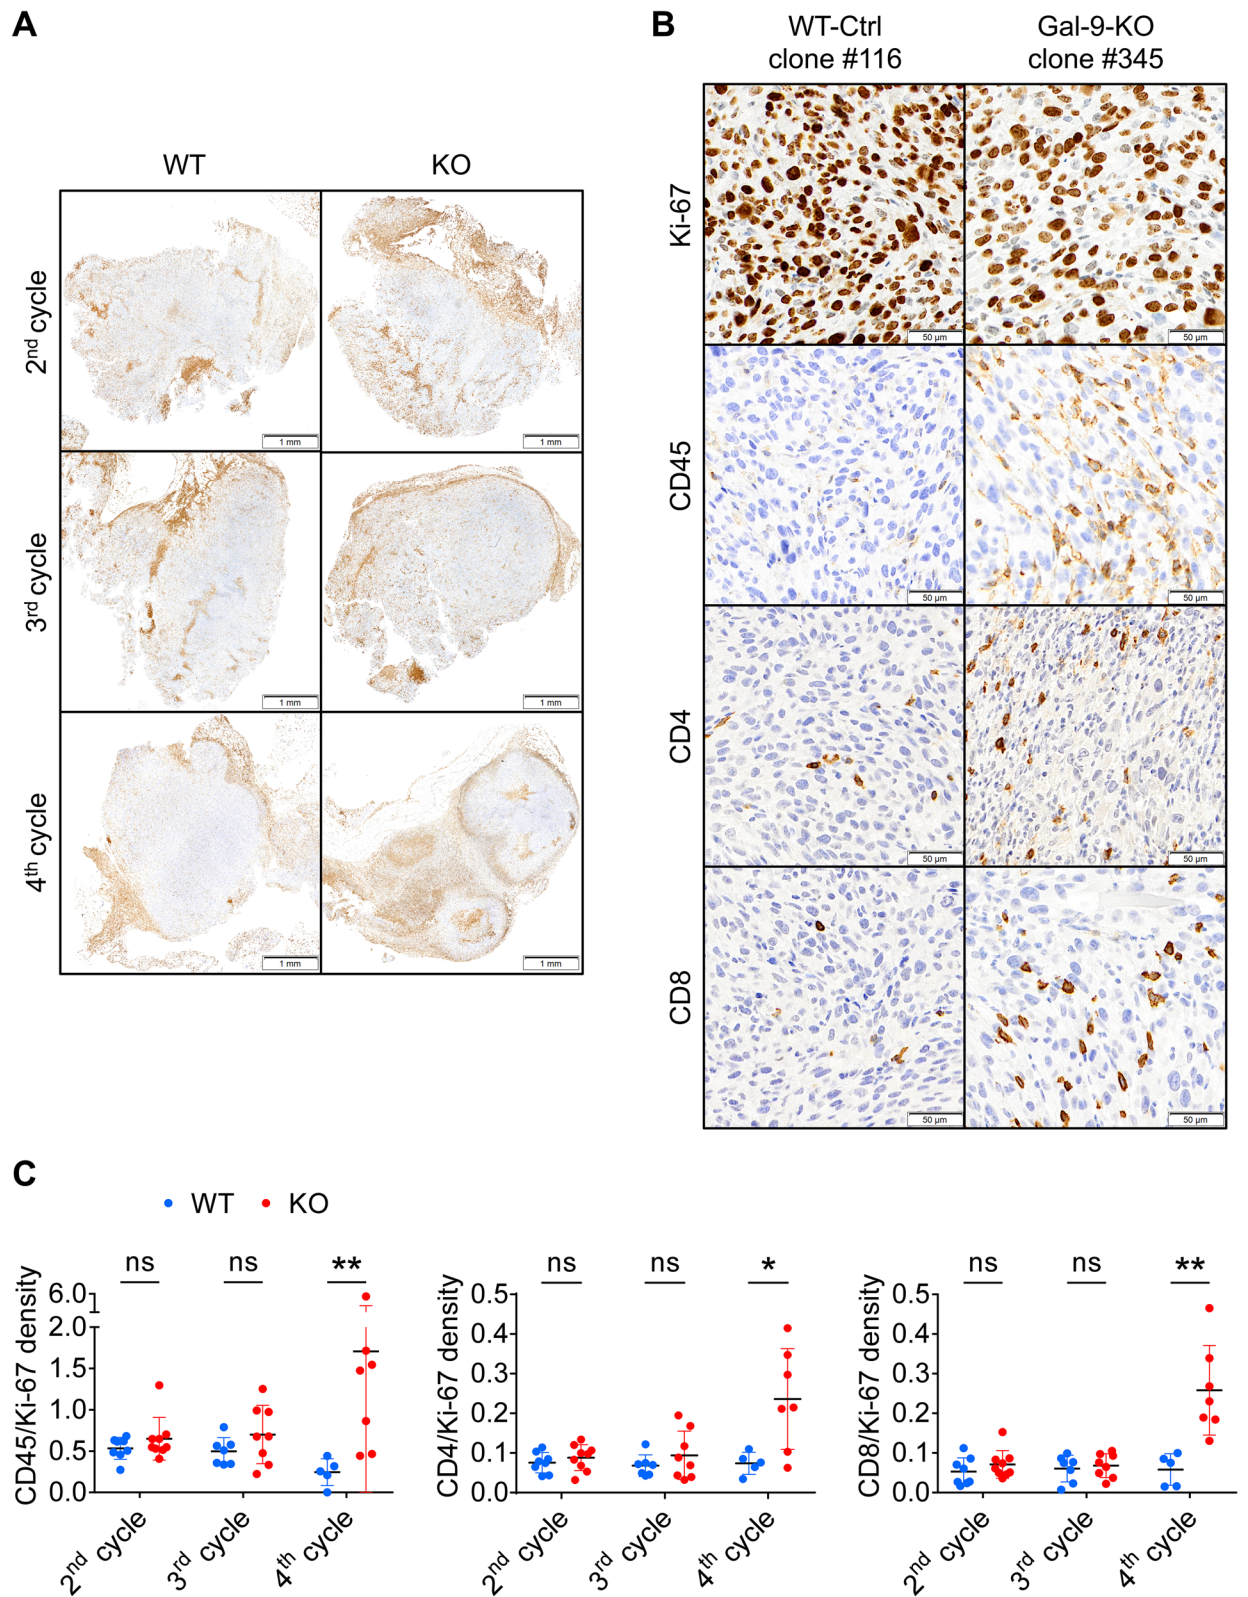 A
WT
KO
2nd cycle
1 mm
1 mm
3rd cycle
1 mm
1 mm
4th cycle
1 mm
1 mm
B
WT-Ctrl
clone #116
Gal-9-KO
clone #345
Ki-67
50 µm
50 µm
CD45
50 µm
50 µm
CD4
50 µm
50 µm
CD8
50 µm
50 µm
C
WT
KO
CD45/Ki-67 density
ns
ns
**
6.0
2.0
1.5
1.0
0.5
0.0
2nd cycle
3rd cycle
4th cycle
CD4/Ki-67 density
ns
ns
*
0.5
0.4
0.3
0.2
0.1
0.0
2nd cycle
3rd cycle
4th cycle
CD8/Ki-67 density
ns
ns
**
0.5
0.4
0.3
0.2
0.1
0.0
2nd cycle
3rd cycle
4th cycle